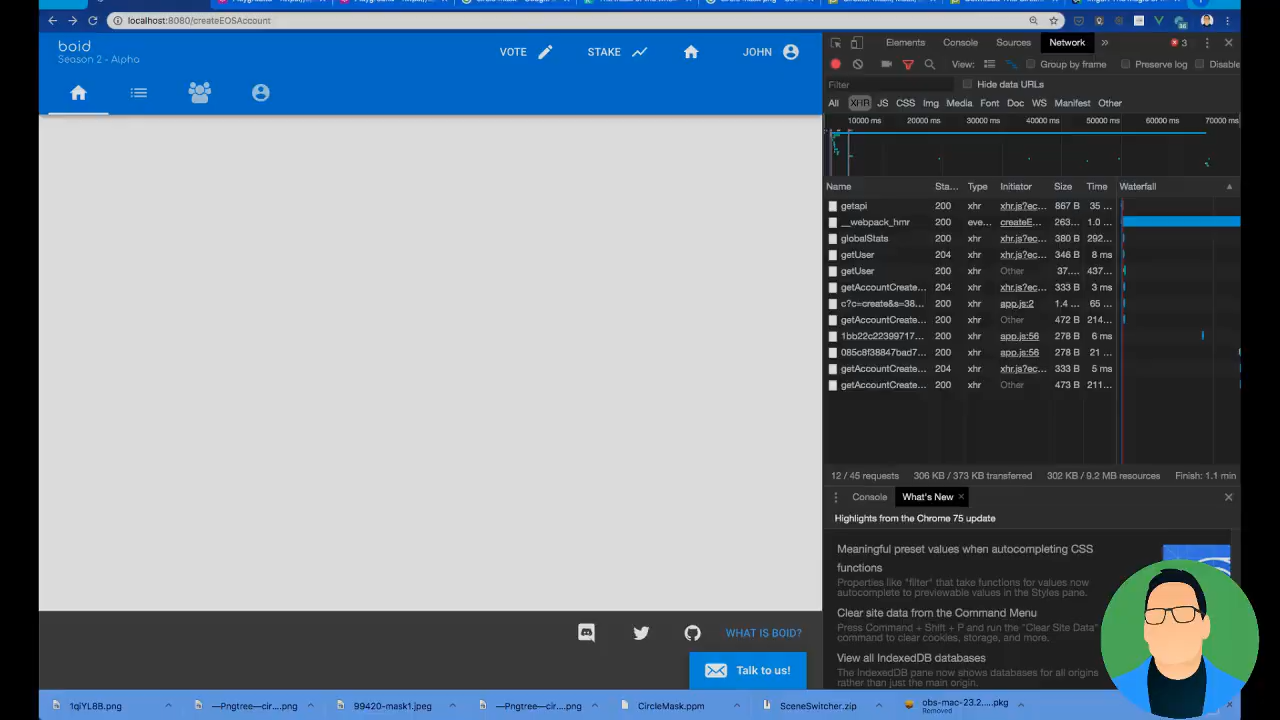 localhost:8080/createEOSAccount
boid
Season 2 - Alpha
VOTE
STAKE
JOHN
Elements
Console
Sources
Network
3
View:
Group by frame
Preserve log
Disable
Filter
Hide data URLs
All XHR JS CSS Img Media Font Doc WS Manifest Other
10000 ms 20000 ms 30000 ms 40000 ms 50000 ms 60000 ms 70000 ms
Name Sta... Type Initiator Size Time Waterfall
getapi 200 xhr xhr.js?ec... 867 B 35 ...
__webpack_hmr 200 eve... createE... 263... 1.0 ...
globalStats 200 xhr xhr.js?ec... 380 B 292...
getUser 204 xhr xhr.js?ec... 346 B 8 ms
getUser 200 xhr Other 37.... 437...
getAccountCreate... 204 xhr xhr.js?ec... 333 B 3 ms
c?c=create&s=38... 200 xhr app.js:2 1.4 ... 65 ...
getAccountCreate... 200 xhr Other 472 B 214...
1bb22c22399717... 200 xhr app.js:56 278 B 6 ms
085c8f38847bad7... 200 xhr app.js:56 278 B 21 ...
getAccountCreate... 204 xhr xhr.js?ec... 333 B 5 ms
getAccountCreate... 200 xhr Other 473 B 211...
12 / 45 requests 306 KB / 373 KB transferred 302 KB / 9.2 MB resources Finish: 1.1 min
Console
What's New
Highlights from the Chrome 75 update
Meaningful preset values when autocompleting CSS
functions
Properties like "filter" that take functions for values now
autocomplete to previewable values in the Styles pane.
Clear site data from the Command Menu
Press Command + Shift + P and run the "Clear Site Data"
command to clear cookies, storage, and more.
View all IndexedDB databases
The IndexedDB pane now shows databases for all origins
rather than just the main origin.
WHAT IS BOID?
Talk to us!
1qiYL8B.png
—Pngtree—cir....png
99420-mask1.jpeg
—Pngtree—cir....png
CircleMask.ppm
SceneSwitcher.zip
obs-mac-23.2....pkg
Removed